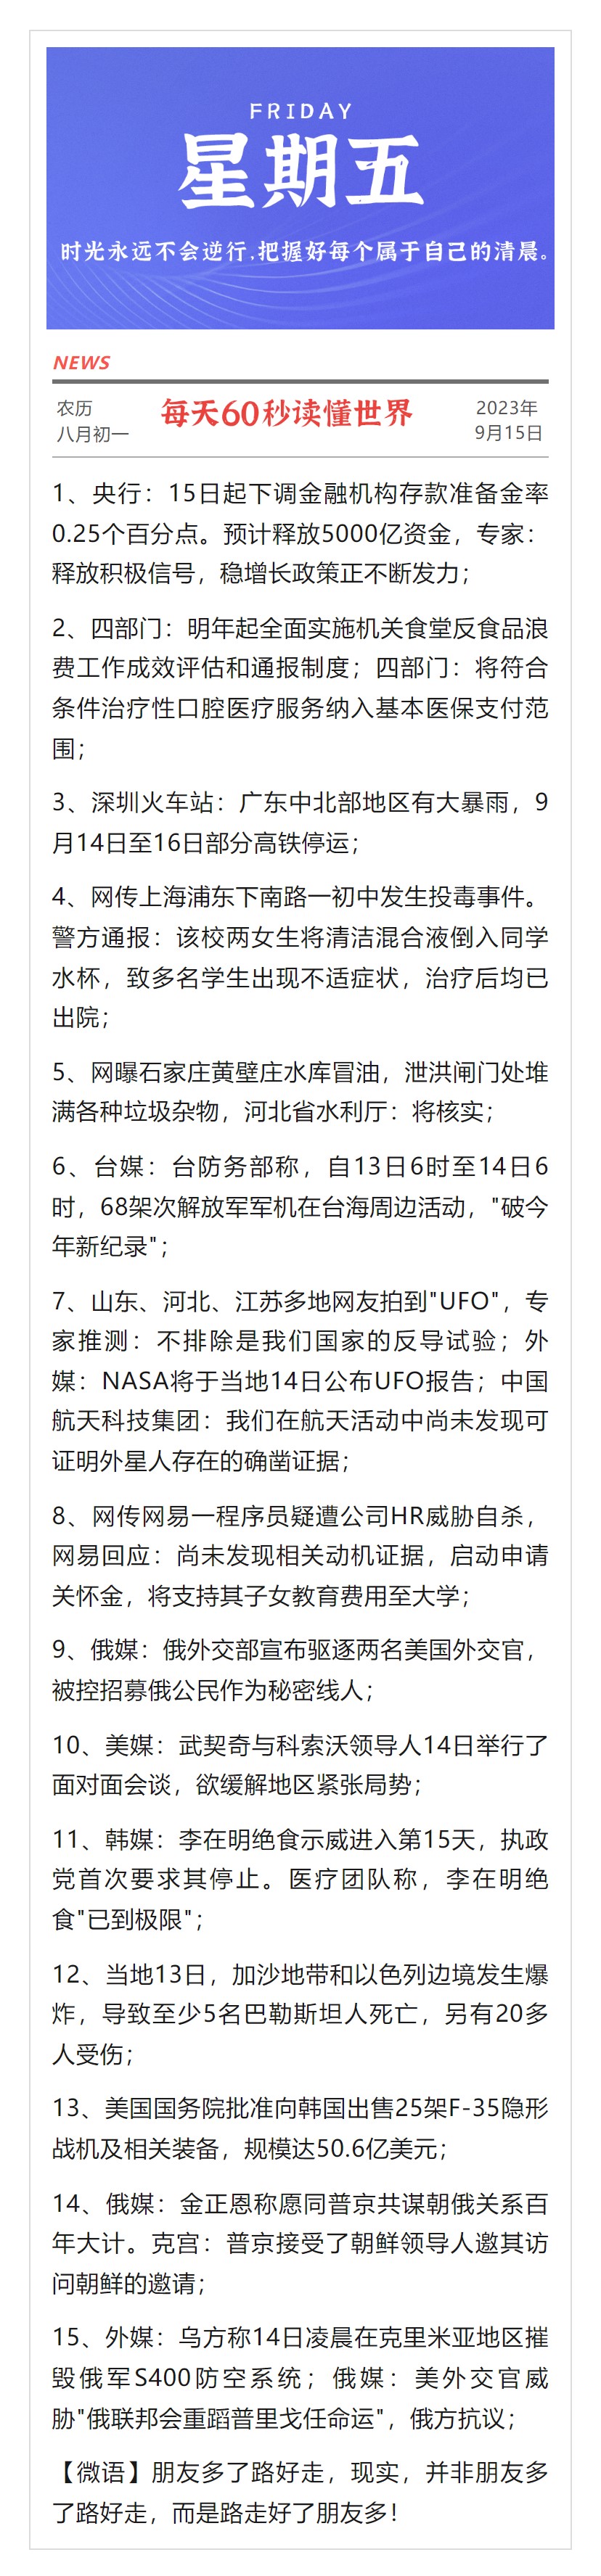 FRIDAY
星期五
时光永远不会逆行,把握好每个属于自己的清晨。
NEWS
农历
八月初一
每天60秒读懂世界
2023年
9月15日
1、央行：15日起下调金融机构存款准备金率
0.25个百分点。预计释放5000亿资金，专家：
释放积极信号，稳增长政策正不断发力；
2、四部门：明年起全面实施机关食堂反食品浪
费工作成效评估和通报制度；四部门：将符合
条件治疗性口腔医疗服务纳入基本医保支付范
围；
3、深圳火车站：广东中北部地区有大暴雨，9
月14日至16日部分高铁停运；
4、网传上海浦东下南路一初中发生投毒事件。
警方通报：该校两女生将清洁混合液倒入同学
水杯，致多名学生出现不适症状，治疗后均已
出院；
5、网曝石家庄黄壁庄水库冒油，泄洪闸门处堆
满各种垃圾杂物，河北省水利厅：将核实；
6、台媒：台防务部称，自13日6时至14日6
时，68架次解放军军机在台海周边活动，"破今
年新纪录"；
7、山东、河北、江苏多地网友拍到"UFO"，专
家推测：不排除是我们国家的反导试验；外
媒：NASA将于当地14日公布UFO报告；中国
航天科技集团：我们在航天活动中尚未发现可
证明外星人存在的确凿证据；
8、网传网易一程序员疑遭公司HR威胁自杀，
网易回应：尚未发现相关动机证据，启动申请
关怀金，将支持其子女教育费用至大学；
9、俄媒：俄外交部宣布驱逐两名美国外交官，
被控招募俄公民作为秘密线人；
10、美媒：武契奇与科索沃领导人14日举行了
面对面会谈，欲缓解地区紧张局势；
11、韩媒：李在明绝食示威进入第15天，执政
党首次要求其停止。医疗团队称，李在明绝
食"已到极限"；
12、当地13日，加沙地带和以色列边境发生爆
炸，导致至少5名巴勒斯坦人死亡，另有20多
人受伤；
13、美国国务院批准向韩国出售25架F-35隐形
战机及相关装备，规模达50.6亿美元；
14、俄媒：金正恩称愿同普京共谋朝俄关系百
年大计。克宫：普京接受了朝鲜领导人邀其访
问朝鲜的邀请；
15、外媒：乌方称14日凌晨在克里米亚地区摧
毁俄军S400防空系统；俄媒：美外交官威
胁"俄联邦会重蹈普里戈任命运"，俄方抗议；
【微语】朋友多了路好走，现实，并非朋友多
了路好走，而是路走好了朋友多！